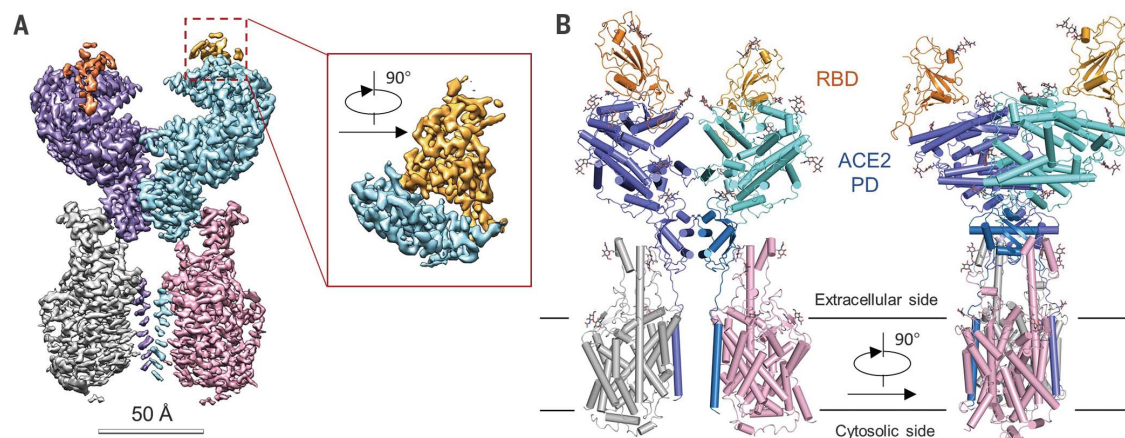 A
90°
50 Å
B
RBD
ACE2
PD
Extracellular side
90°
Cytosolic side